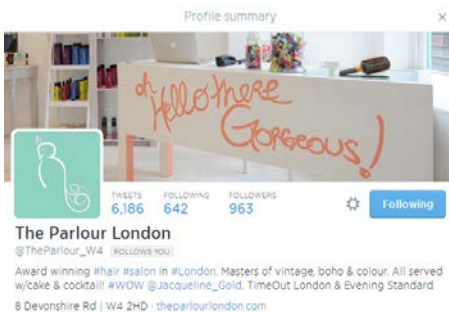 Profile summary
oh
Hello there
Gorgeous!
TWEETS FOLLOWING FOLLOWERS
6,186 642 963
Following
The Parlour London
@TheParlour_W4 FOLLOWS YOU
Award winning #hair #salon in #London. Masters of vintage, boho & colour. All served
w/cake & cocktail! #WOW @Jacqueline_Gold. TimeOut London & Evening Standard
8 Devonshire Rd | W4 2HD · theparlourlondon.com